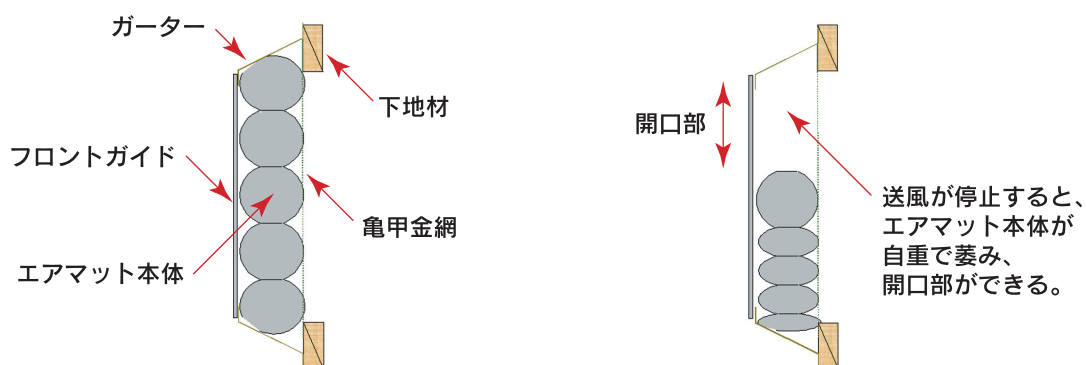 ガーター
下地材
フロントガイド
亀甲金網
エアマット本体
開口部
送風が停止すると、
エアマット本体が
自重で萎み、
開口部ができる。